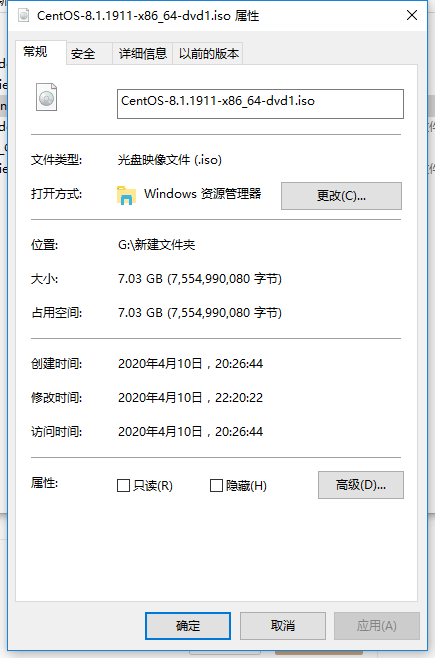 CentOS-8.1.1911-x86_64-dvd1.iso 属性
常规 安全 详细信息 以前的版本
CentOS-8.1.1911-x86_64-dvd1.iso
文件类型: 光盘映像文件 (.iso)
打开方式: Windows 资源管理器 更改(C)...
位置: G:\新建文件夹
大小: 7.03 GB (7,554,990,080 字节)
占用空间: 7.03 GB (7,554,990,080 字节)
创建时间: 2020年4月10日，20:26:44
修改时间: 2020年4月10日，22:20:22
访问时间: 2020年4月10日，20:26:44
属性: 只读(R) 隐藏(H) 高级(D)...
确定 取消 应用(A)